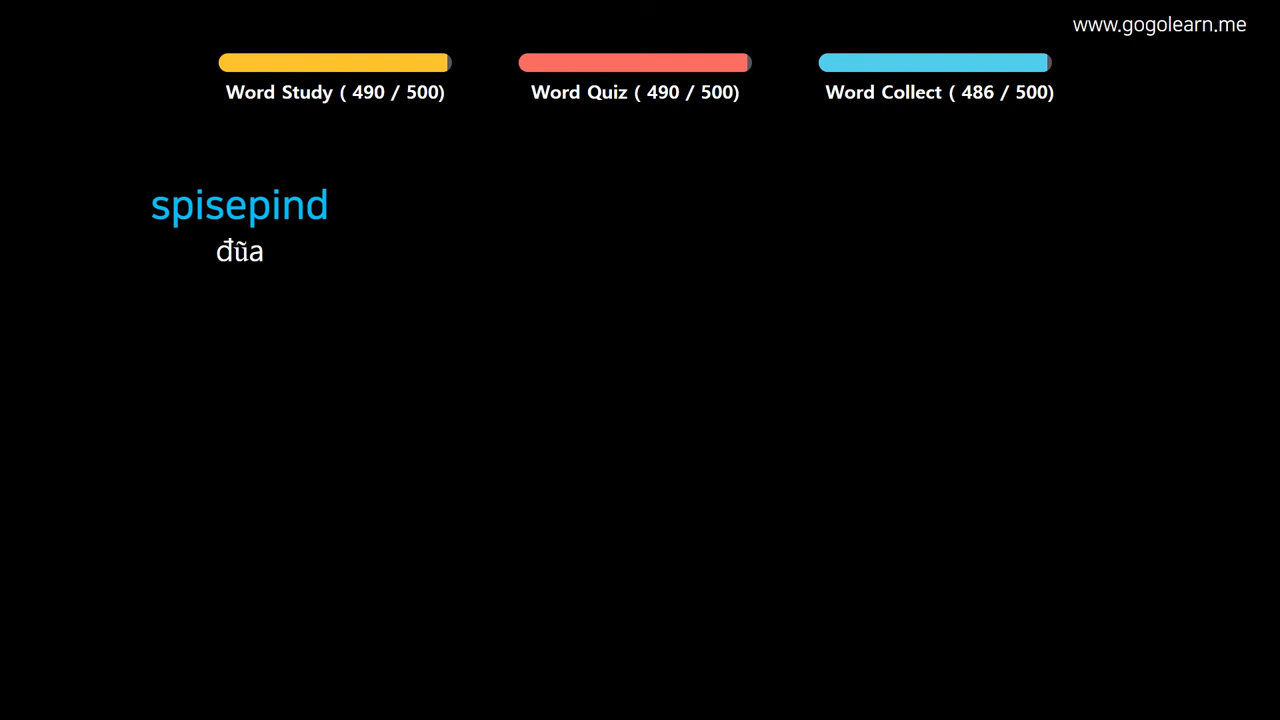 www.gogolearn.me
Word Study ( 490 / 500)
Word Quiz ( 490 / 500)
Word Collect ( 486 / 500)
spisepind
đũa